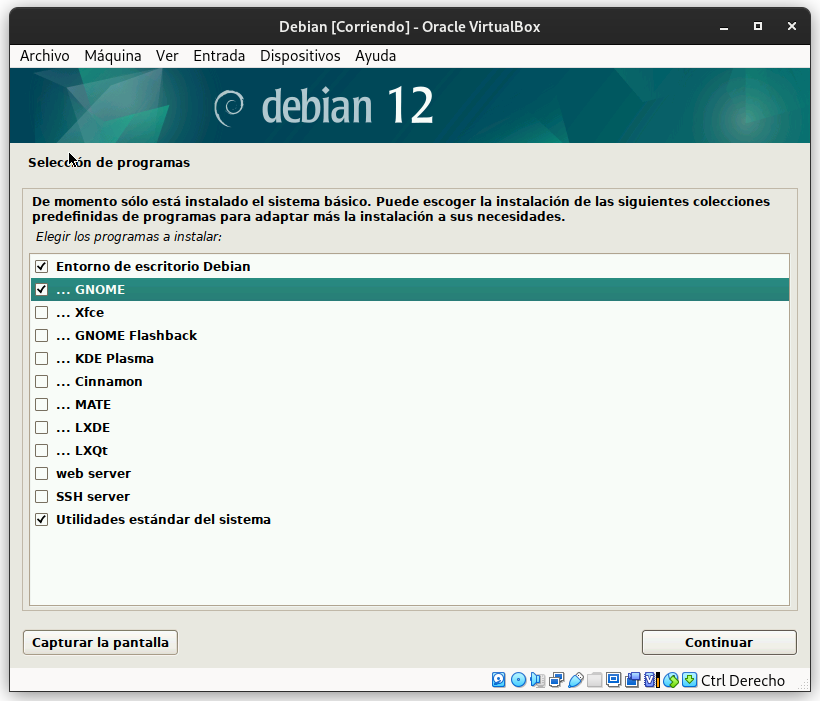 Debian [Corriendo] - Oracle VirtualBox
Archivo Máquina Ver Entrada Dispositivos Ayuda
debian 12
Selección de programas
De momento sólo está instalado el sistema básico. Puede escoger la instalación de las siguientes colecciones
predefinidas de programas para adaptar más la instalación a sus necesidades.
Elegir los programas a instalar:
Entorno de escritorio Debian
... GNOME
... Xfce
... GNOME Flashback
... KDE Plasma
... Cinnamon
... MATE
... LXDE
... LXQt
web server
SSH server
Utilidades estándar del sistema
Capturar la pantalla Continuar
Ctrl Derecho